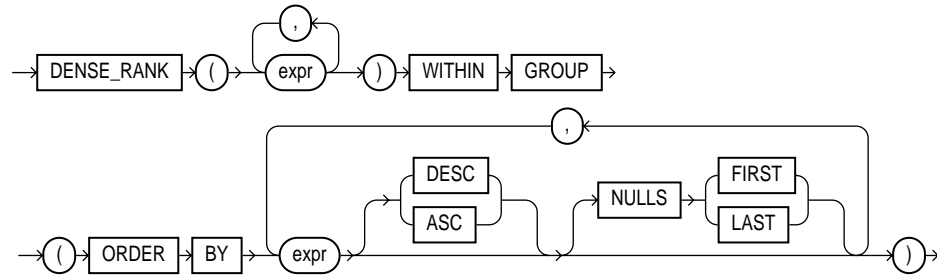 ,
DENSE_RANK ( expr ) WITHIN GROUP
,
DESC FIRST
NULLS
ASC LAST
( ORDER BY expr )